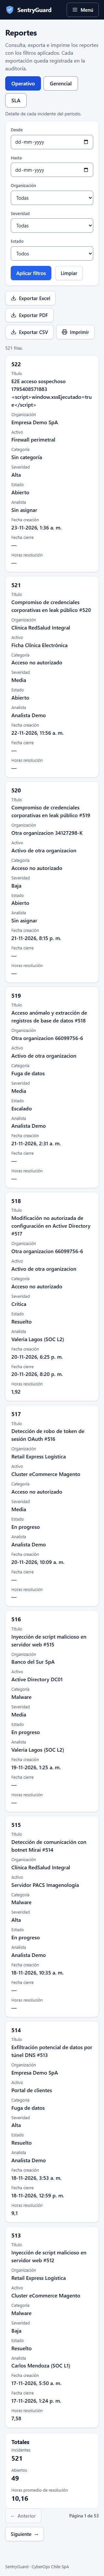 SentryGuard
Menú
Reportes
Consulta, exporta e imprime los reportes con los filtros aplicados. Cada exportación queda registrada en la auditoría.
Operativo
Gerencial
SLA
Detalle de cada incidente del periodo.
Desde
dd-mm-yyyy
Hasta
dd-mm-yyyy
Organización
Todas
Severidad
Todas
Estado
Todos
Aplicar filtros
Limpiar
Exportar Excel
Exportar PDF
Exportar CSV
Imprimir
521 filas.
522
Título
E2E acceso sospechoso
1795408571883
<script>window.xssEjecutado=true</script>
Organización
Empresa Demo SpA
Activo
Firewall perimetral
Categoría
Sin categoría
Severidad
Alta
Estado
Abierto
Analista
Sin asignar
Fecha creación
23-11-2026, 1:36 a. m.
Fecha cierre
—
Horas resolución
—
521
Título
Compromiso de credenciales corporativas en leak público #520
Organización
Clínica RedSalud Integral
Activo
Ficha Clínica Electrónica
Categoría
Acceso no autorizado
Severidad
Media
Estado
Abierto
Analista
Analista Demo
Fecha creación
22-11-2026, 11:56 a. m.
Fecha cierre
—
Horas resolución
—
520
Título
Compromiso de credenciales corporativas en leak público #519
Organización
Otra organizacion 34127298-K
Activo
Activo de otra organizacion
Categoría
Acceso no autorizado
Severidad
Baja
Estado
Abierto
Analista
Sin asignar
Fecha creación
21-11-2026, 8:15 p. m.
Fecha cierre
—
Horas resolución
—
519
Título
Acceso anómalo y extracción de registros de base de datos #518
Organización
Otra organizacion 66099756-6
Activo
Activo de otra organizacion
Categoría
Fuga de datos
Severidad
Media
Estado
Escalado
Analista
Analista Demo
Fecha creación
21-11-2026, 2:31 a. m.
Fecha cierre
—
Horas resolución
—
518
Título
Modificación no autorizada de configuración en Active Directory #517
Organización
Otra organizacion 66099756-6
Activo
Activo de otra organizacion
Categoría
Acceso no autorizado
Severidad
Crítica
Estado
Resuelto
Analista
Valeria Lagos (SOC L2)
Fecha creación
20-11-2026, 6:25 p. m.
Fecha cierre
20-11-2026, 8:20 p. m.
Horas resolución
1,92
517
Título
Detección de robo de token de sesión OAuth #516
Organización
Retail Express Logística
Activo
Cluster eCommerce Magento
Categoría
Acceso no autorizado
Severidad
Media
Estado
En progreso
Analista
Analista Demo
Fecha creación
20-11-2026, 10:09 a. m.
Fecha cierre
—
Horas resolución
—
516
Título
Inyección de script malicioso en servidor web #515
Organización
Banco del Sur SpA
Activo
Active Directory DC01
Categoría
Malware
Severidad
Media
Estado
En progreso
Analista
Valeria Lagos (SOC L2)
Fecha creación
19-11-2026, 1:25 a. m.
Fecha cierre
—
Horas resolución
—
515
Título
Detección de comunicación con botnet Mirai #514
Organización
Clínica RedSalud Integral
Activo
Servidor PACS Imagenología
Categoría
Malware
Severidad
Alta
Estado
En progreso
Analista
Analista Demo
Fecha creación
18-11-2026, 10:35 a. m.
Fecha cierre
—
Horas resolución
—
514
Título
Exfiltración potencial de datos por túnel DNS #513
Organización
Empresa Demo SpA
Activo
Portal de clientes
Categoría
Fuga de datos
Severidad
Alta
Estado
Resuelto
Analista
Analista Demo
Fecha creación
18-11-2026, 3:53 a. m.
Fecha cierre
18-11-2026, 12:59 p. m.
Horas resolución
9,1
513
Título
Inyección de script malicioso en servidor web #512
Organización
Retail Express Logística
Activo
Cluster eCommerce Magento
Categoría
Malware
Severidad
Baja
Estado
Resuelto
Analista
Carlos Mendoza (SOC L1)
Fecha creación
17-11-2026, 5:50 a. m.
Fecha cierre
17-11-2026, 1:24 p. m.
Horas resolución
7,58
Totales
Incidentes
521
Abiertos
49
Horas promedio de resolución
10,16
← Anterior
Página 1 de 53
Siguiente →
SentryGuard · CyberOps Chile SpA